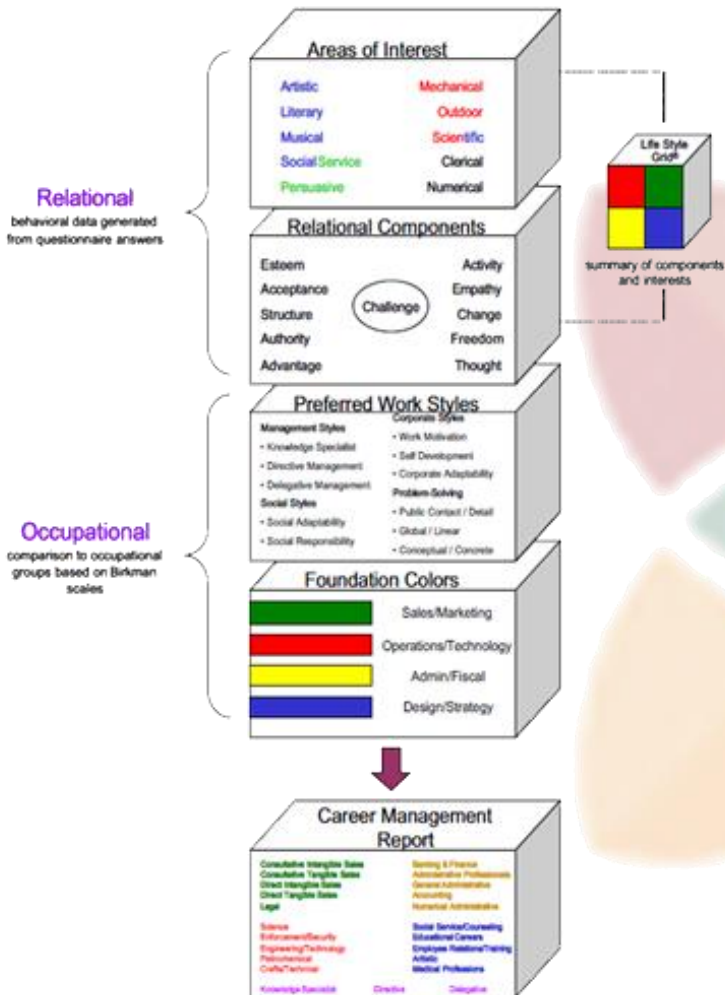 Areas of Interest
Artistic
Literary
Musical
Social Service
Persuasive
Mechanical
Outdoor
Scientific
Clerical
Numerical
Life Style
Grid®
summary of components
and interests
Relational
behavioral data generated
from questionnaire answers
Relational Components
Esteem
Acceptance
Structure
Authority
Advantage
Challenge
Activity
Empathy
Change
Freedom
Thought
Preferred Work Styles
Management Styles
• Knowledge Specialist
• Directive Management
• Delegative Management
Social Styles
• Social Adaptability
• Social Responsibility
Corporate Styles
• Work Motivation
• Self Development
• Corporate Adaptability
Problem-Solving
• Public Contact / Detail
• Global / Linear
• Conceptual / Concrete
Occupational
comparison to occupational
groups based on Birkman
scales
Foundation Colors
Sales/Marketing
Operations/Technology
Admin/Fiscal
Design/Strategy
Career Management
Report
Consultative Intangible Sales
Consultative Tangible Sales
Direct Intangible Sales
Direct Tangible Sales
Legal
Banking & Finance
Administrative Professionals
General Administrative
Accounting
Numerical Administrative
Science
Enforcement/Security
Engineering/Technology
Petrochemical
Crafts/Technical
Social Service/Counseling
Educational Careers
Employee Relations/Training
Artistic
Medical Professions
Knowledge Specialist
Directive
Delegative